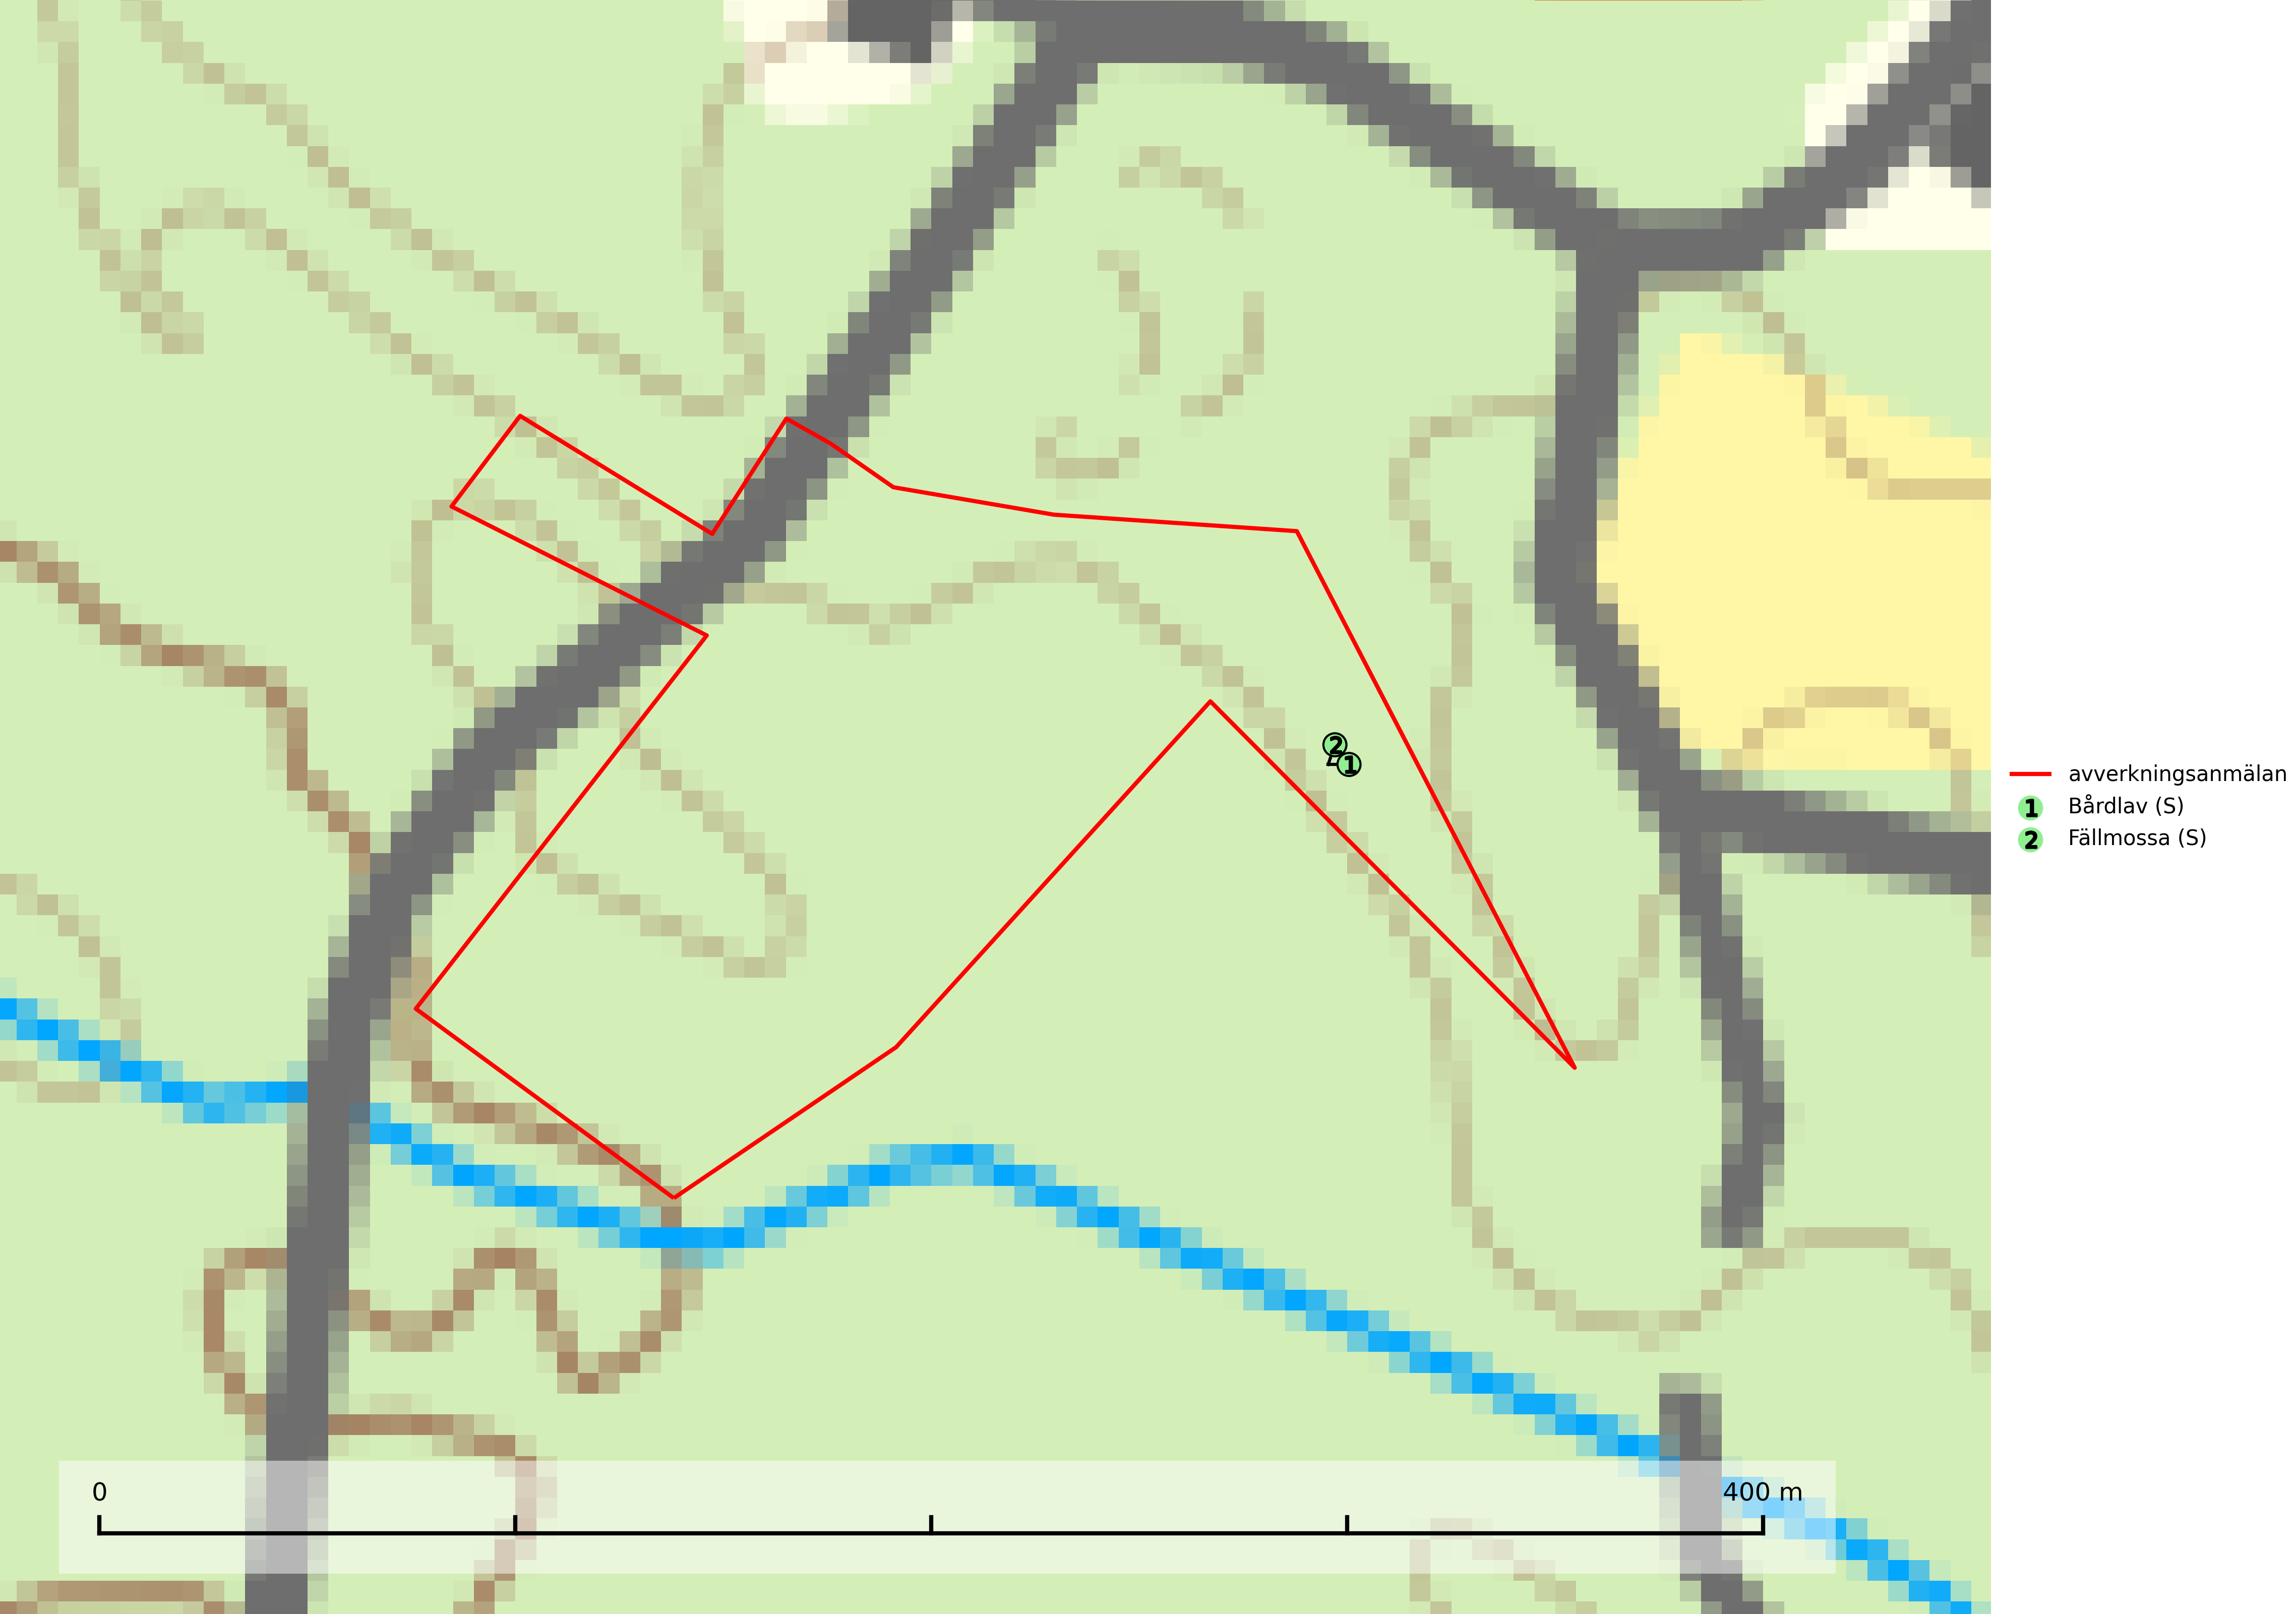 2
1
avverkningsanmälan
1 Bårdlav (S)
2 Fällmossa (S)
0 400 m